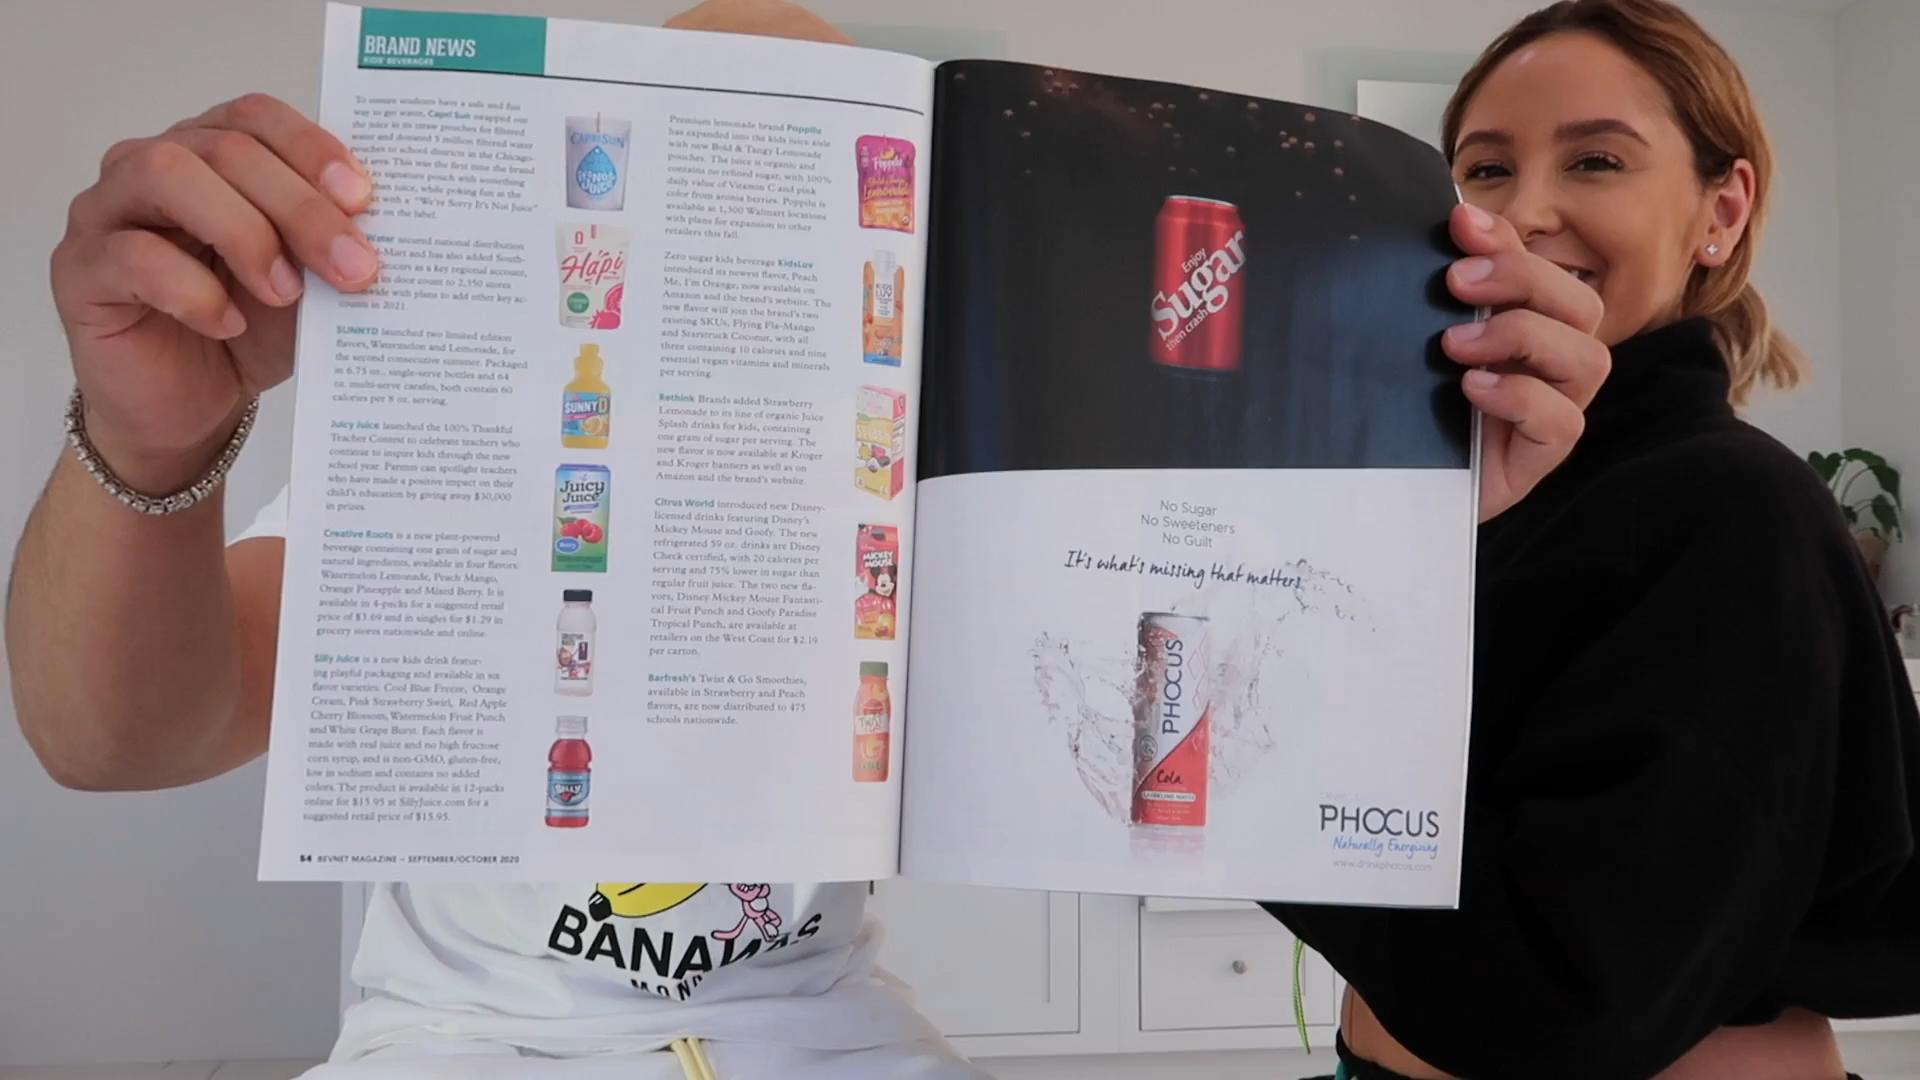 BRAND NEWS
KIDS' BEVERAGES
To ensure students have a safe and fun
way to get water, Capri Sun swapped out
the juice in its straw pouches for filtered
water and donated 5 million filtered water
pouches to school districts in the Chicago-
area. This was the first time the brand
its signature pouch with something
than juice, while poking fun at the
with a "We're Sorry It's Not Juice"
on the label.
Water secured national distribution
-Mart and has also added South-
Grocers as a key regional account,
its door count to 2,350 stores
with plans to add other key ac-
counts in 2021.
SUNNYD launched two limited edition
flavors, Watermelon and Lemonade, for
the second consecutive summer. Packaged
in 6.75 oz., single-serve bottles and 64
oz. multi-serve carafes, both contain 60
calories per 8 oz. serving.
Juicy Juice launched the 100% Thankful
Teacher Contest to celebrate teachers who
continue to inspire kids through the new
school year. Parents can spotlight teachers
who have made a positive impact on their
child's education by giving away $30,000
in prizes.
Creative Roots is a new plant-powered
beverage containing one gram of sugar and
natural ingredients, available in four flavors:
Watermelon Lemonade, Peach Mango,
Orange Pineapple and Mixed Berry. It is
available in 4-packs for a suggested retail
price of $3.69 and in singles for $1.29 in
grocery stores nationwide and online.
Silly Juice is a new kids drink featur-
ing playful packaging and available in six
flavor varieties: Cool Blue Freeze, Orange
Cream, Pink Strawberry Swirl, Red Apple
Cherry Blossom, Watermelon Fruit Punch
and White Grape Burst. Each flavor is
made with real juice and no high fructose
corn syrup, and is non-GMO, gluten-free,
low in sodium and contains no added
colors. The product is available in 12-packs
online for $15.95 at SillyJuice.com for a
suggested retail price of $15.95.
CAPRI SUN
IT'S NOT
JUICE
Hapi
SUNNYD
Juicy
Juice
Berry
SILLY
Premium lemonade brand Poppilu
has expanded into the kids juice aisle
with new Bold & Tangy Lemonade
pouches. The juice is organic and
contains no refined sugar, with 100%
daily value of Vitamin C and pink
color from aronia berries. Poppilu is
available at 1,500 Walmart locations
with plans for expansion to other
retailers this fall.
Zero sugar kids beverage KidsLuv
introduced its newest flavor, Peach
Me, I'm Orange, now available on
Amazon and the brand's website. The
new flavor will join the brand's two
existing SKUs, Flying Fla-Mango
and Starstruck Coconut, with all
three containing 10 calories and nine
essential vegan vitamins and minerals
per serving.
Rethink Brands added Strawberry
Lemonade to its line of organic Juice
Splash drinks for kids, containing
one gram of sugar per serving. The
new flavor is now available at Kroger
and Kroger banners as well as on
Amazon and the brand's website.
Citrus World introduced new Disney-
licensed drinks featuring Disney's
Mickey Mouse and Goofy. The new
refrigerated 59 oz. drinks are Disney
Check certified, with 20 calories per
serving and 75% lower in sugar than
regular fruit juice. The two new fla-
vors, Disney Mickey Mouse Fantasti-
cal Fruit Punch and Goofy Paradise
Tropical Punch, are available at
retailers on the West Coast for $2.19
per carton.
Barfresh's Twist & Go Smoothies,
available in Strawberry and Peach
flavors, are now distributed to 475
schools nationwide.
Poppilu
Lemonade
KIDS
LUV
SPLASH
MICKEY
MOUSE
TWIST
54 BEVNET MAGAZINE – SEPTEMBER/OCTOBER 2020
Enjoy
Sugar
then crash
No Sugar
No Sweeteners
No Guilt
It's what's missing that matters
PHOCUS
Cola
SPARKLING WATER
PHOCUS
Naturally Energizing
www.drinkphocus.com
BANANAS
MON